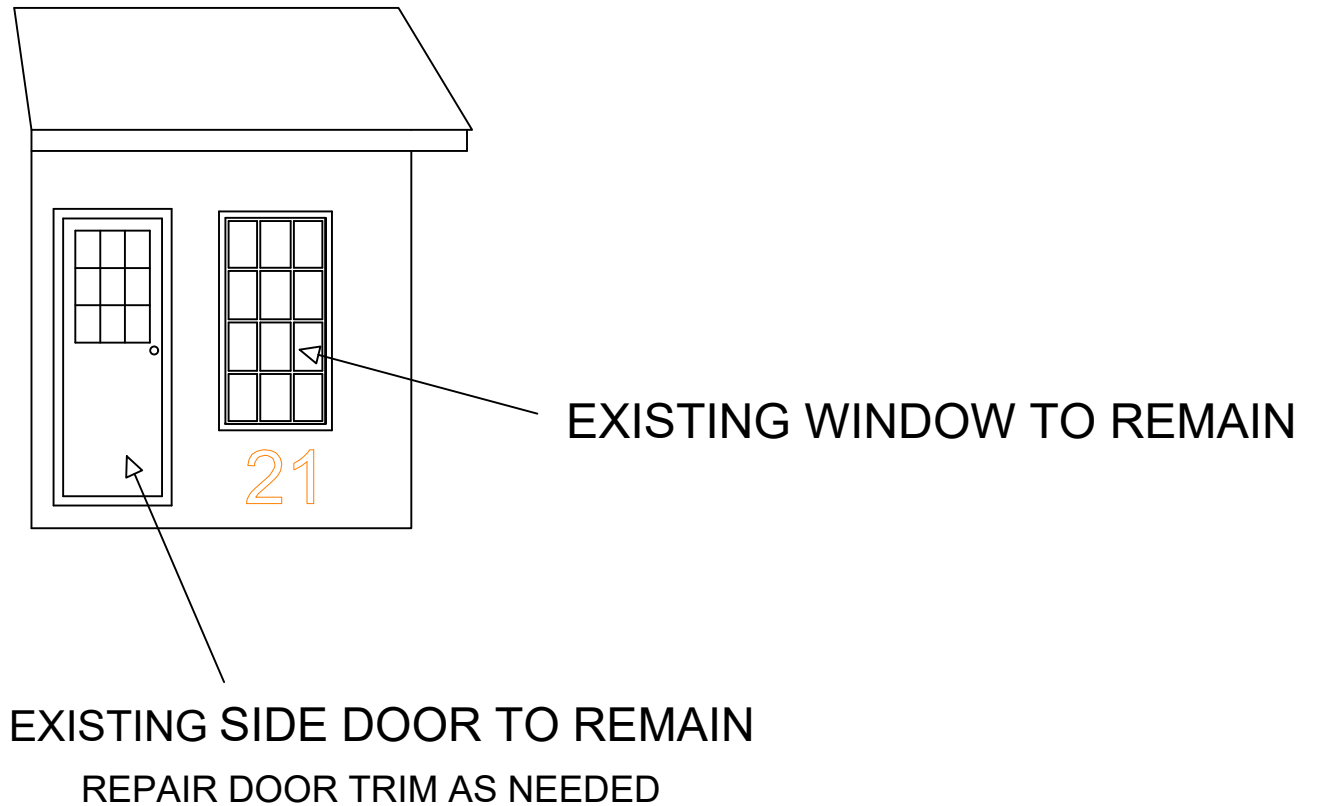 EXISTING WINDOW TO REMAIN
21
EXISTING SIDE DOOR TO REMAIN
REPAIR DOOR TRIM AS NEEDED